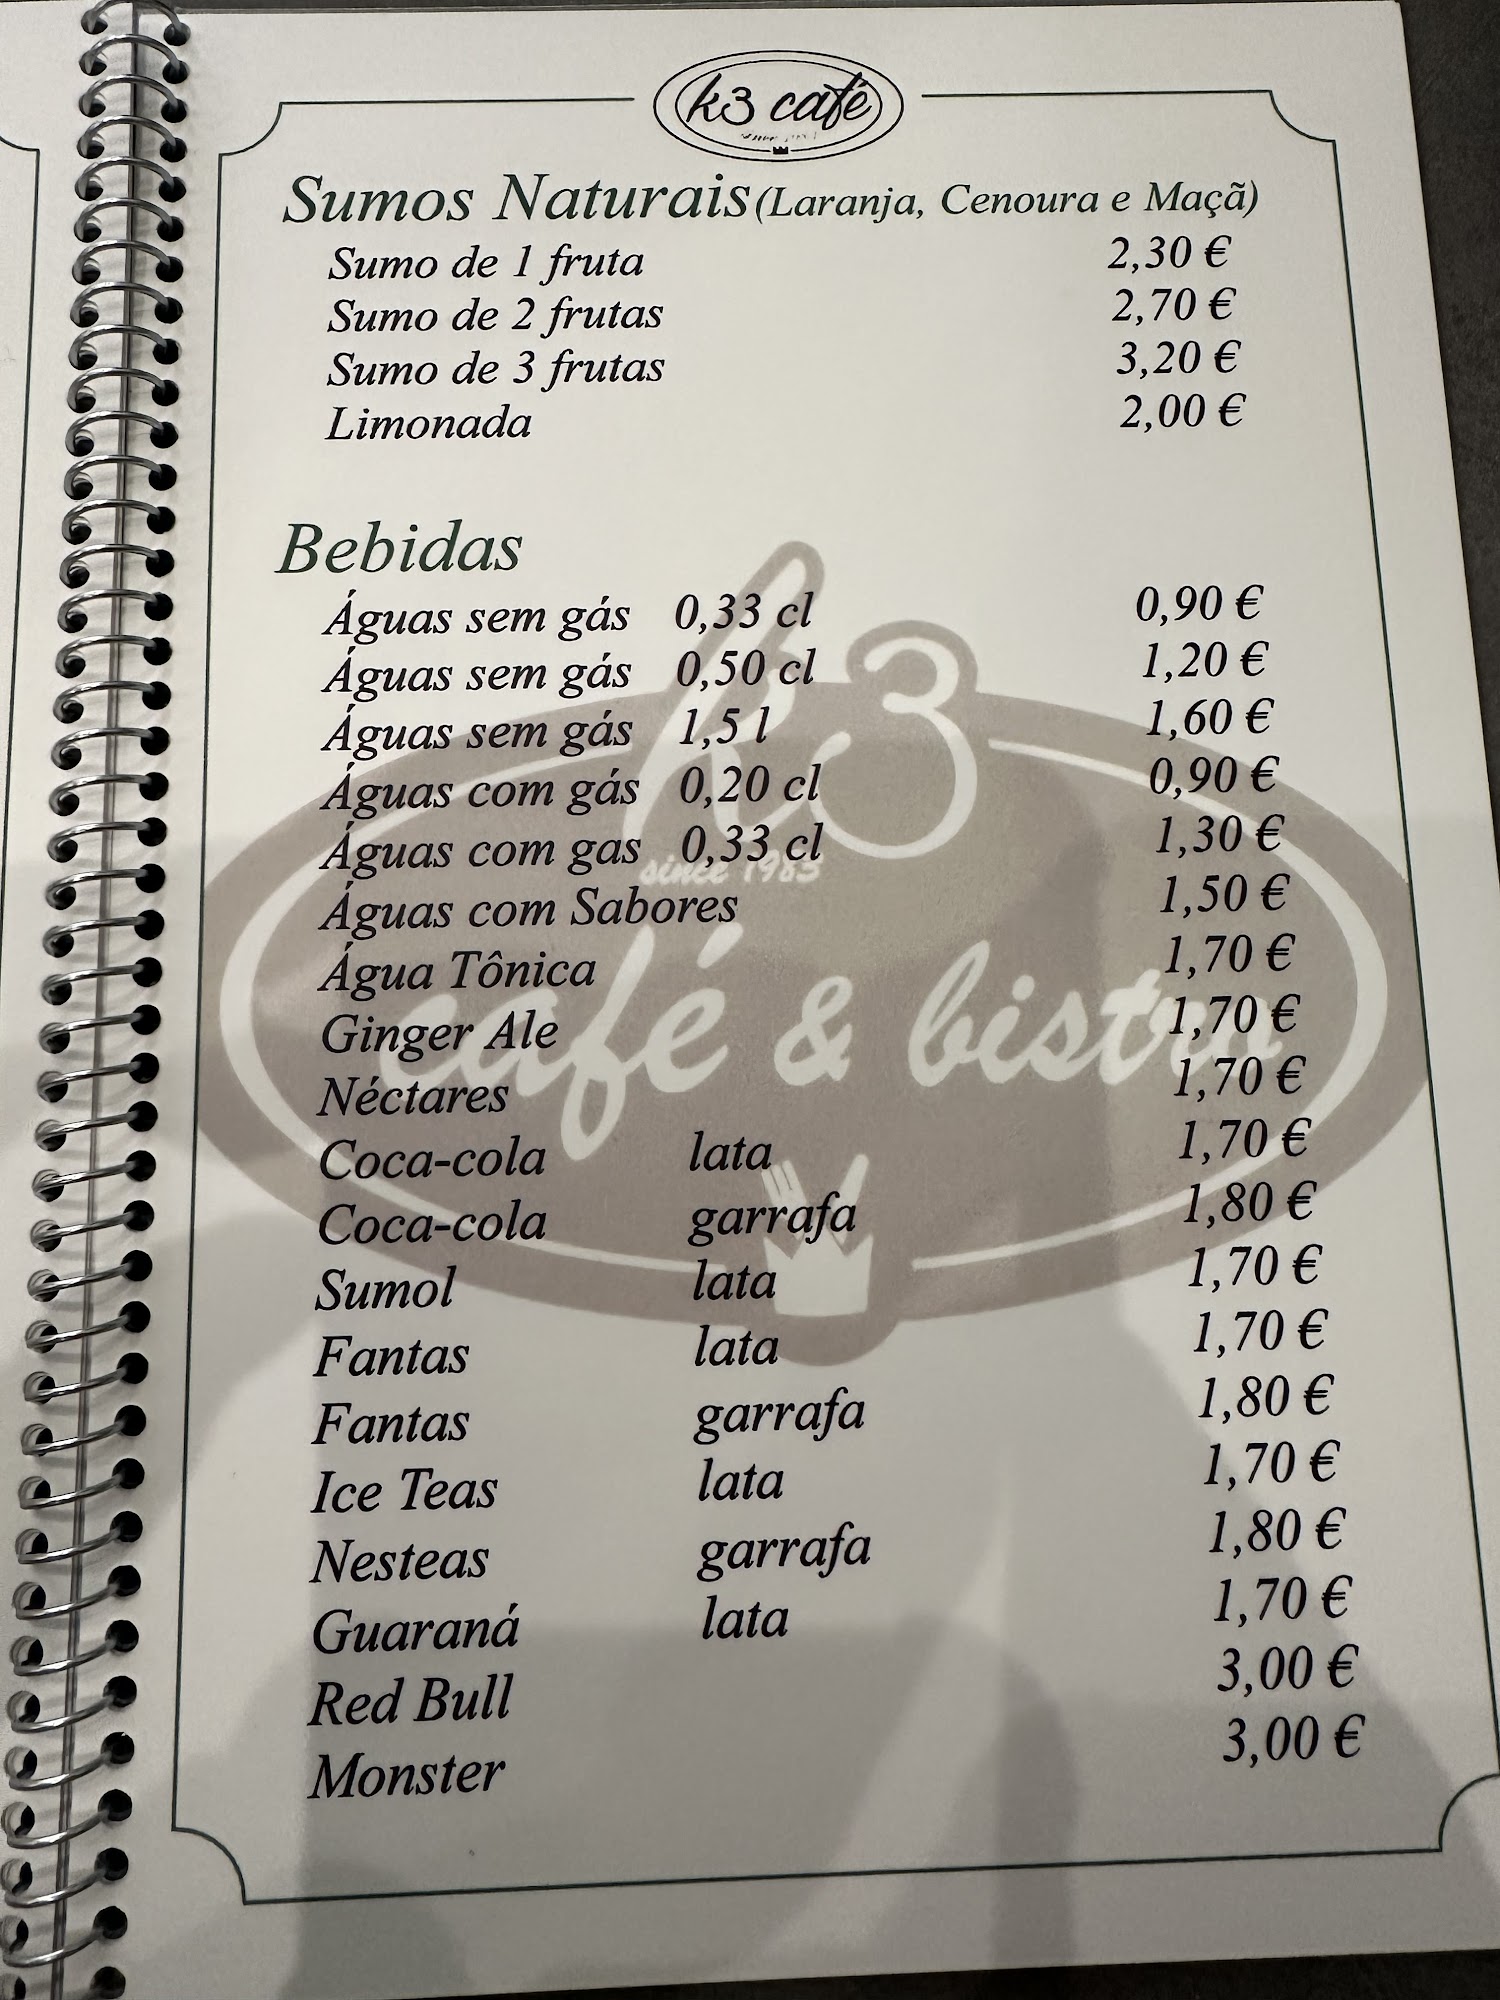 k3 café
Sumos Naturais (Laranja, Cenoura e Maçã)
Sumo de 1 fruta 2,30 €
Sumo de 2 frutas 2,70 €
Sumo de 3 frutas 3,20 €
Limonada 2,00 €
Bebidas
Águas sem gás 0,33 cl 0,90 €
Águas sem gás 0,50 cl 1,20 €
Águas sem gás 1,5 l 1,60 €
Águas com gás 0,20 cl 0,90 €
Águas com gas 0,33 cl 1,30 €
Águas com Sabores 1,50 €
Água Tônica 1,70 €
Ginger Ale 1,70 €
Néctares 1,70 €
Coca-cola lata 1,70 €
Coca-cola garrafa 1,80 €
Sumol lata 1,70 €
Fantas lata 1,70 €
Fantas garrafa 1,80 €
Ice Teas lata 1,70 €
Nesteas garrafa 1,80 €
Guaraná lata 1,70 €
Red Bull 3,00 €
Monster 3,00 €
k3
since 1983
café & bistro